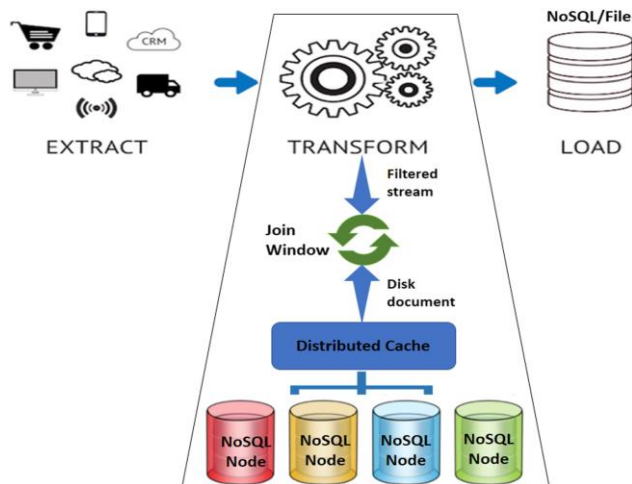 NoSQL/File
CRM
EXTRACT
TRANSFORM
LOAD
Filtered
stream
Join
Window
Disk
document
Distributed Cache
NoSQL
Node
NoSQL
Node
NoSQL
Node
NoSQL
Node